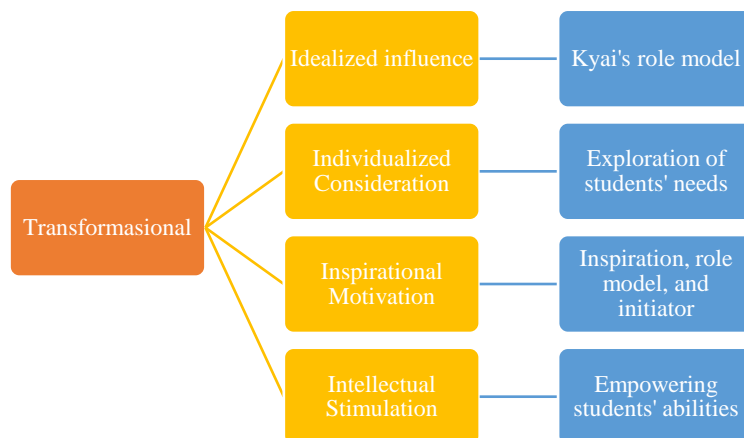 Transformasional
Idealized influence
Kyai's role model
Individualized
Consideration
Exploration of
students' needs
Inspirational
Motivation
Inspiration, role
model, and
initiator
Intellectual
Stimulation
Empowering
students' abilities